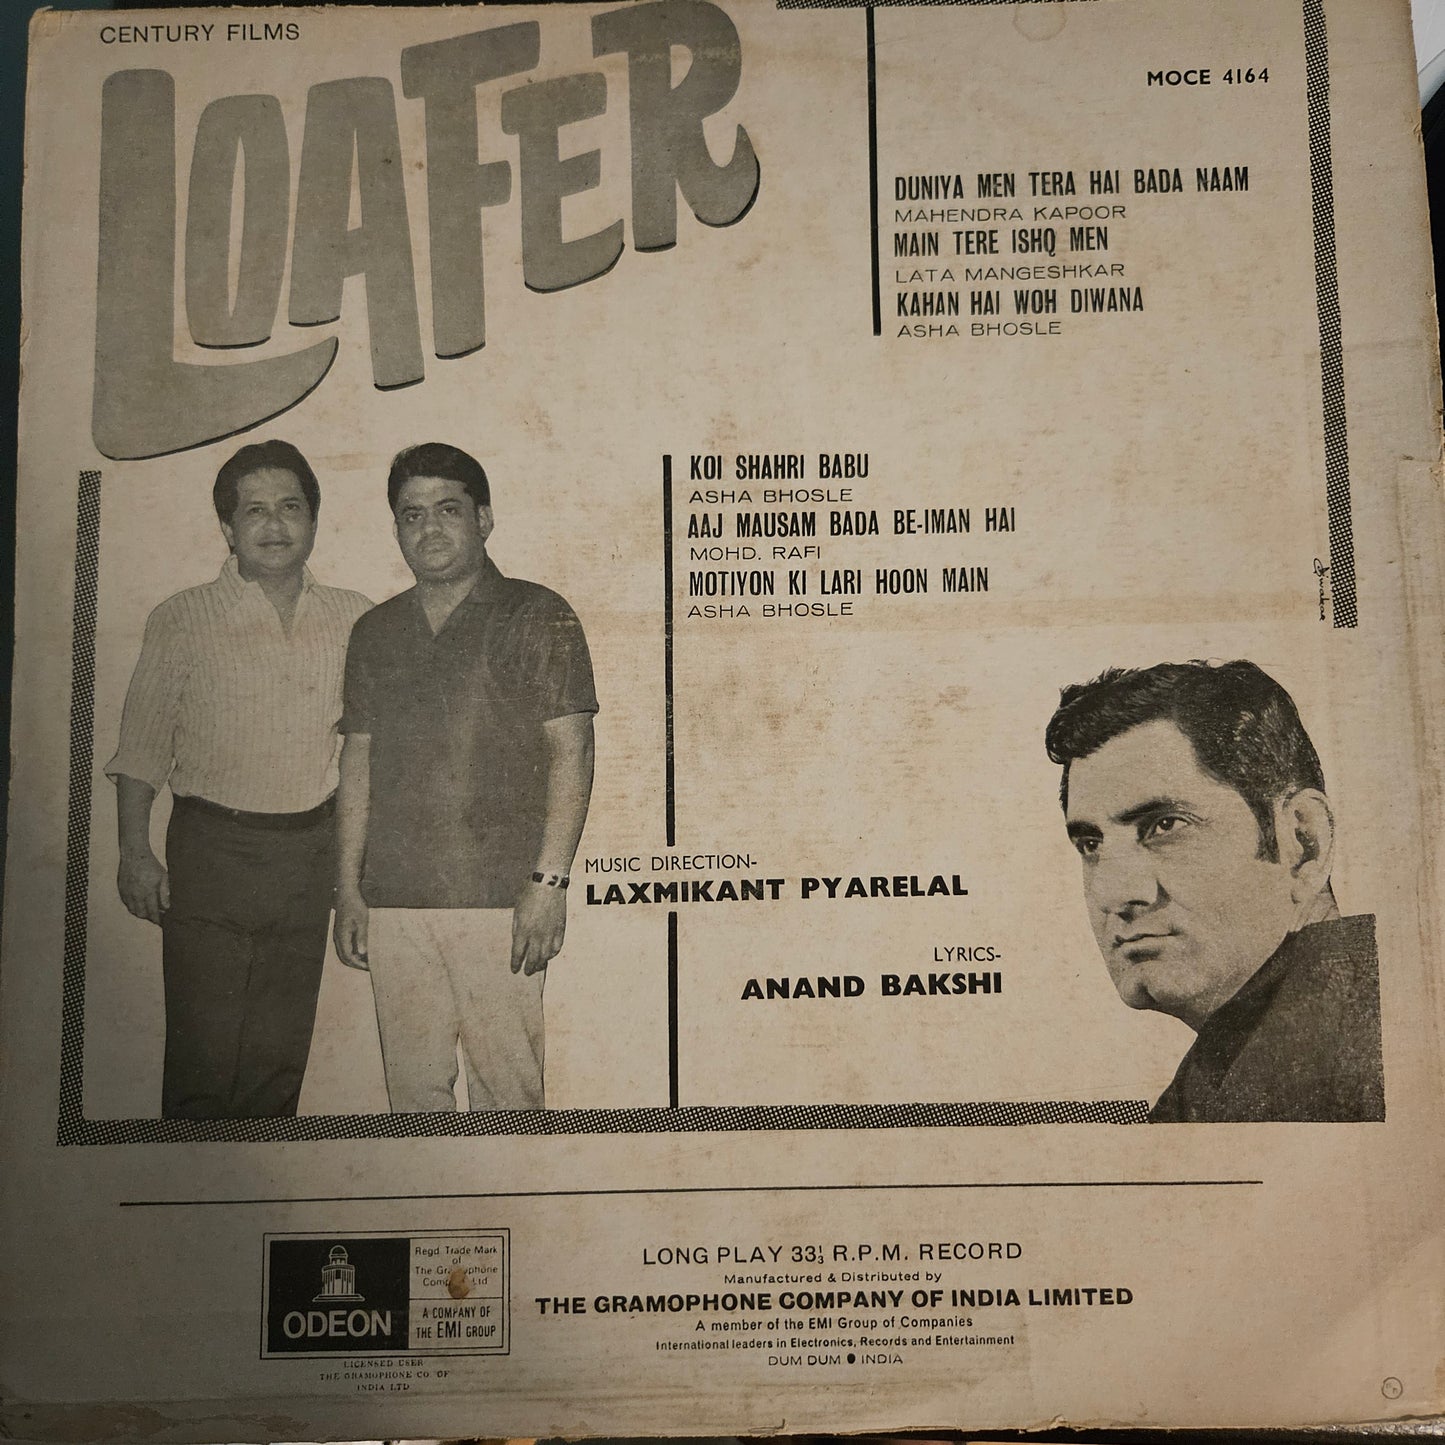 CENTURY FILMS
LOAFER
MOCE 4164
DUNIYA MEN TERA HAI BADA NAAM
MAHENDRA KAPOOR
MAIN TERE ISHQ MEN
LATA MANGESHKAR
KAHAN HAI WOH DIWANA
ASHA BHOSLE
KOI SHAHRI BABU
ASHA BHOSLE
AAJ MAUSAM BADA BE-IMAN HAI
MOHD. RAFI
MOTIYON KI LARI HOON MAIN
ASHA BHOSLE
Diwakar
MUSIC DIRECTION-
LAXMIKANT PYARELAL
LYRICS-
ANAND BAKSHI
ODEON
Regd. Trade Mark
of
The Gramophone
Comp Ltd
A COMPANY OF
THE EMI GROUP
LICENSED USER
THE GRAMOPHONE CO. OF
INDIA LTD
LONG PLAY 33⅓ R.P.M. RECORD
Manufactured & Distributed by
THE GRAMOPHONE COMPANY OF INDIA LIMITED
A member of the EMI Group of Companies
International leaders in Electronics, Records and Entertainment
DUM DUM ● INDIA